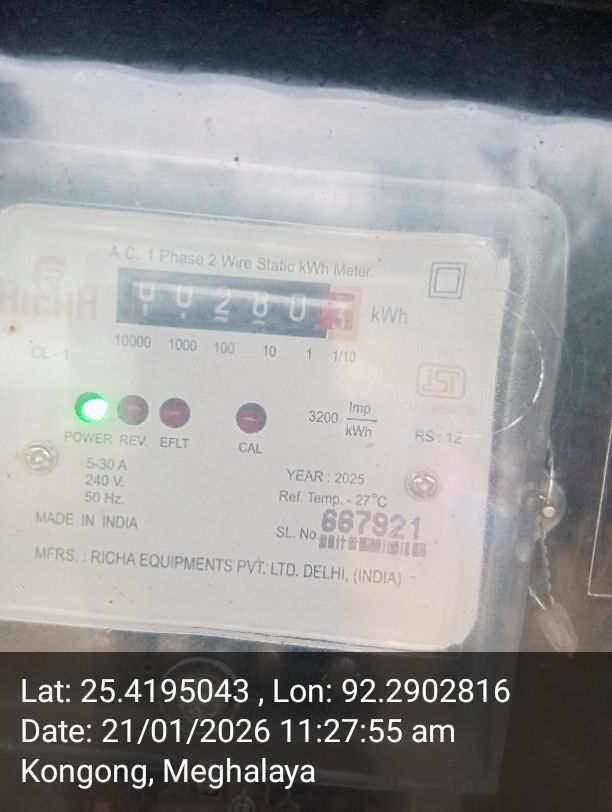 A.C. 1 Phase 2 Wire Static kWh Meter.
RICHA
0 0 2 8 0 3 kWh
10000 1000 100 10 1 1/10
CL - 1
3200 Imp/kWh
POWER REV. EFLT CAL
RS : 12
5-30 A
240 V.
50 Hz.
YEAR : 2025
Ref. Temp. - 27°C
MADE IN INDIA
SL. No. 667921
MFRS. : RICHA EQUIPMENTS PVT. LTD. DELHI, (INDIA)
Lat: 25.4195043 , Lon: 92.2902816
Date: 21/01/2026 11:27:55 am
Kongong, Meghalaya